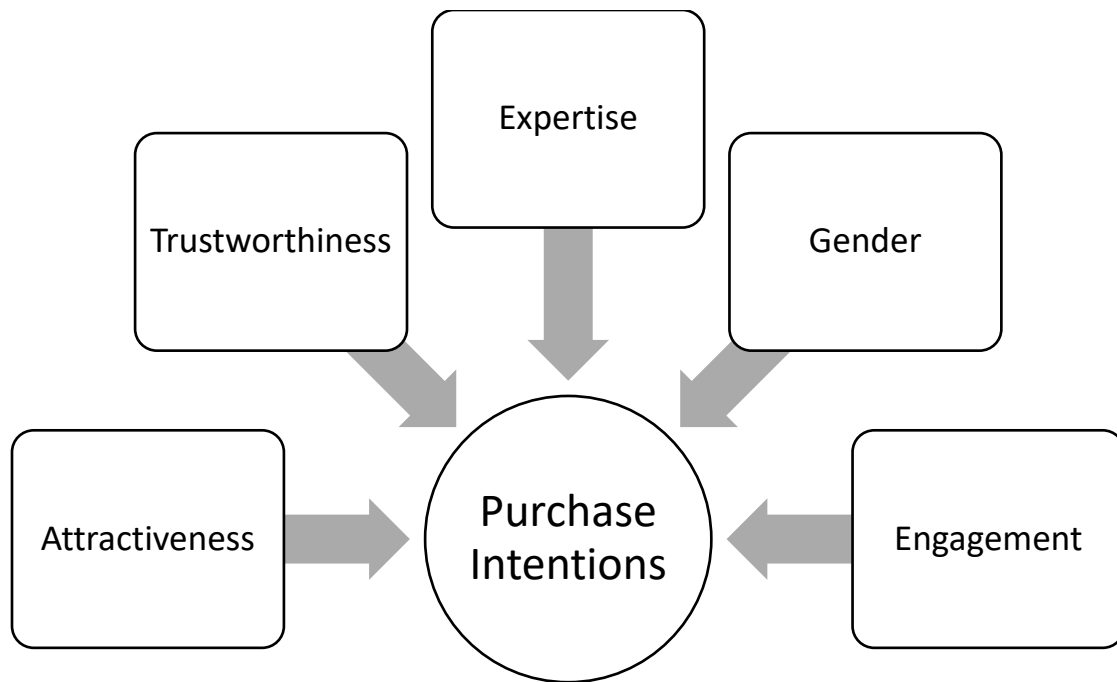 Expertise
Trustworthiness
Gender
Attractiveness
Purchase
Intentions
Engagement